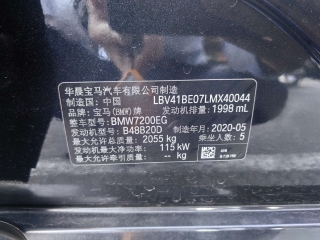 华晨宝马汽车有限公司制造
制造国：中国 LBV41BE07LMX40044
品牌：宝马(BMW)牌 发动机排量：1998 mL
整车型号：BMW7200EG
发动机型号：B48B20D 制造年月：2020-05
最大允许总质量：2055 kg 乘坐人数：5
发动机最大净功率：115 kW
最大允许牵引质量：-- kg